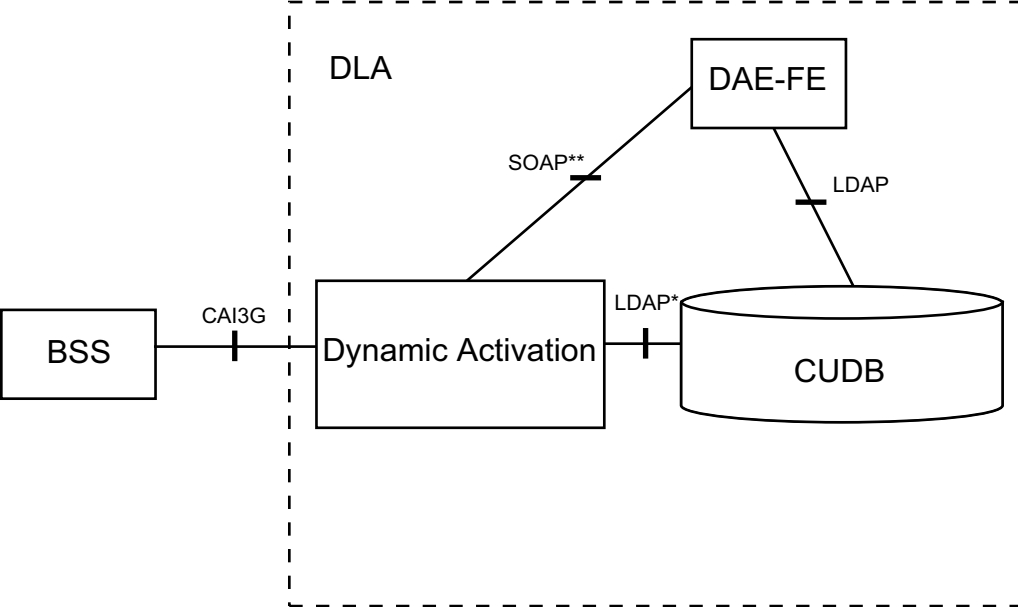 DLA
DAE-FE
SOAP**
LDAP
CAI3G
LDAP*
BSS
Dynamic Activation
CUDB